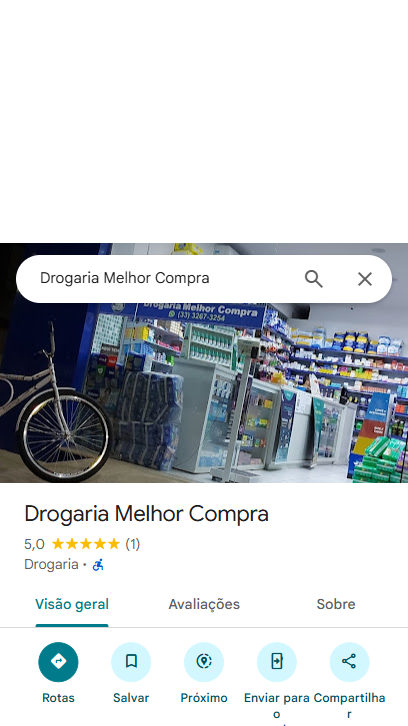 Drogaria Melhor Compra
Drogaria Melhor Compra
(33) 3267-3254
Drogaria Melhor Compra
5,0 (1)
Drogaria ·
Visão geral Avaliações Sobre
Rotas Salvar Próximo Enviar para o Compartilhar